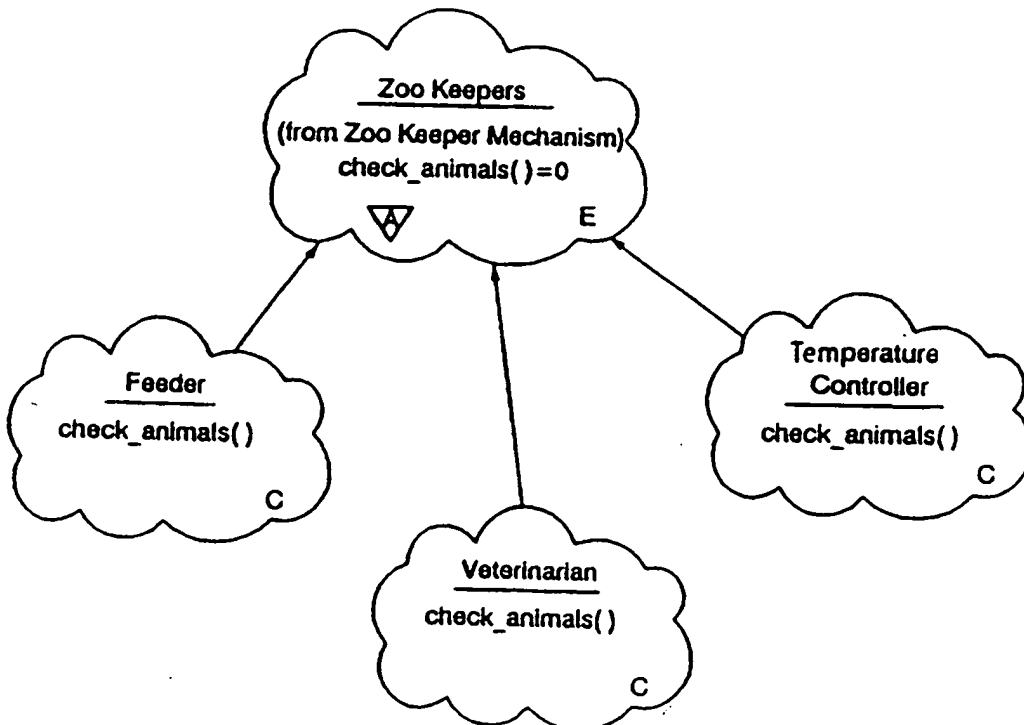 Zoo Keepers
(from Zoo Keeper Mechanism)
check_animals()=0
A
E
Feeder
check_animals()
C
Temperature
Controller
check_animals()
C
Veterinarian
check_animals()
C